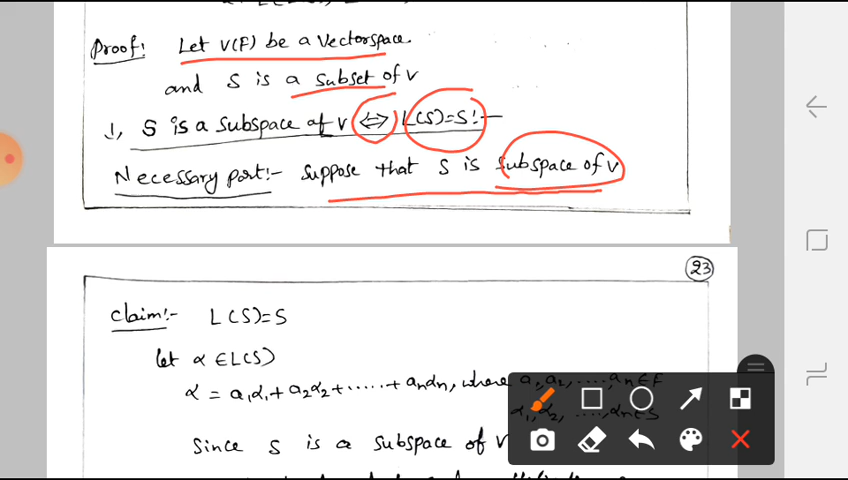 Proof: Let V(F) be a Vectorspace.
and S is a subset of V
1, S is a subspace of V ⇔ L(S)=S:-
Necessary part:- suppose that S is subspace of V
23
Claim:- L(S)=S
let α∈L(S)
α = a₁α₁+a₂α₂+.....+anαn, where a₁,a₂, ..., an∈F
α₁, α₂, ...., αn∈S
Since S is a subspace of V